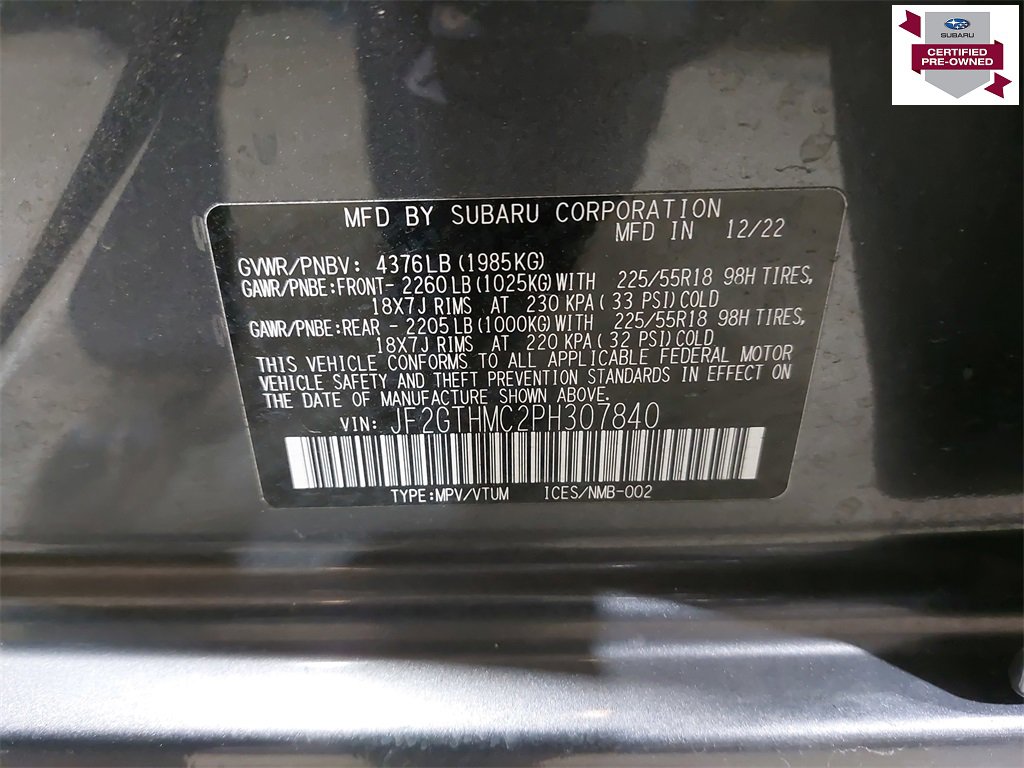 SUBARU
CERTIFIED
PRE-OWNED
MFD BY SUBARU CORPORATION
MFD IN 12/22
GVWR/PNBV: 4376LB (1985KG)
GAWR/PNBE:FRONT- 2260LB (1025KG) WITH 225/55R18 98H TIRES,
18X7J RIMS AT 230 KPA( 33 PSI) COLD
GAWR/PNBE:REAR - 2205LB (1000KG) WITH 225/55R18 98H TIRES,
18X7J RIMS AT 220 KPA( 32 PSI) COLD
THIS VEHICLE CONFORMS TO ALL APPLICABLE FEDERAL MOTOR
VEHICLE SAFETY AND THEFT PREVENTION STANDARDS IN EFFECT ON
THE DATE OF MANUFACTURE SHOWN ABOVE.
VIN: JF2GTHMC2PH307840
TYPE:MPV/VTUM ICES/NMB-002